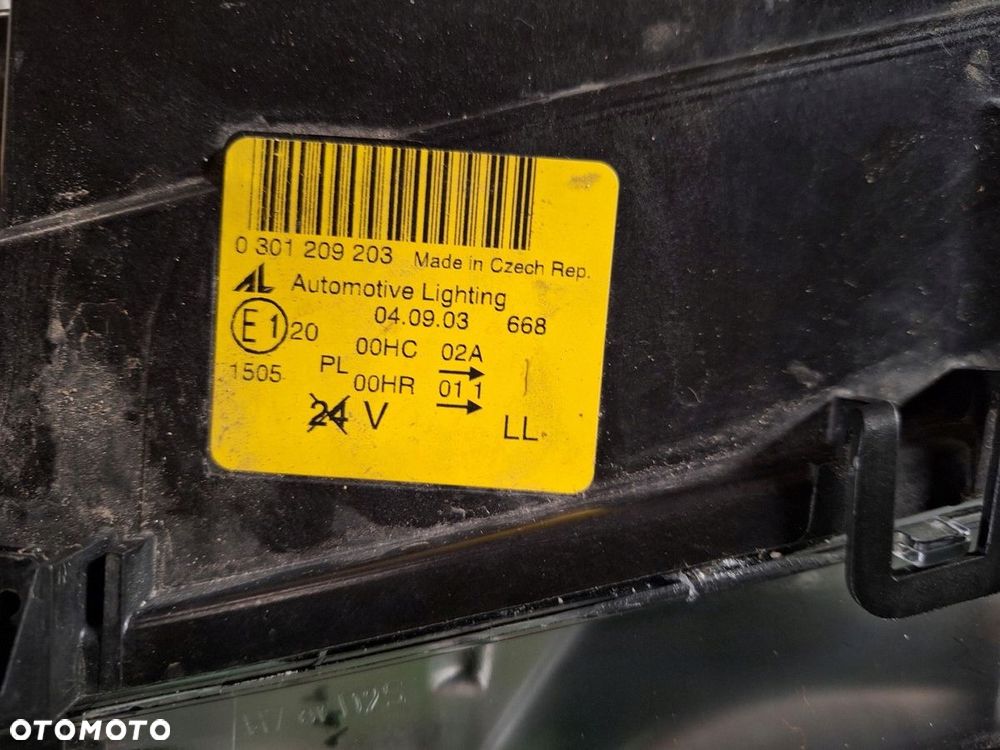 0 301 209 203 Made in Czech Rep.
AL Automotive Lighting
04.09.03 668
E1 20
00HC 02A
1505 PL
00HR 01 1
24 V
LL
OTOMOTO